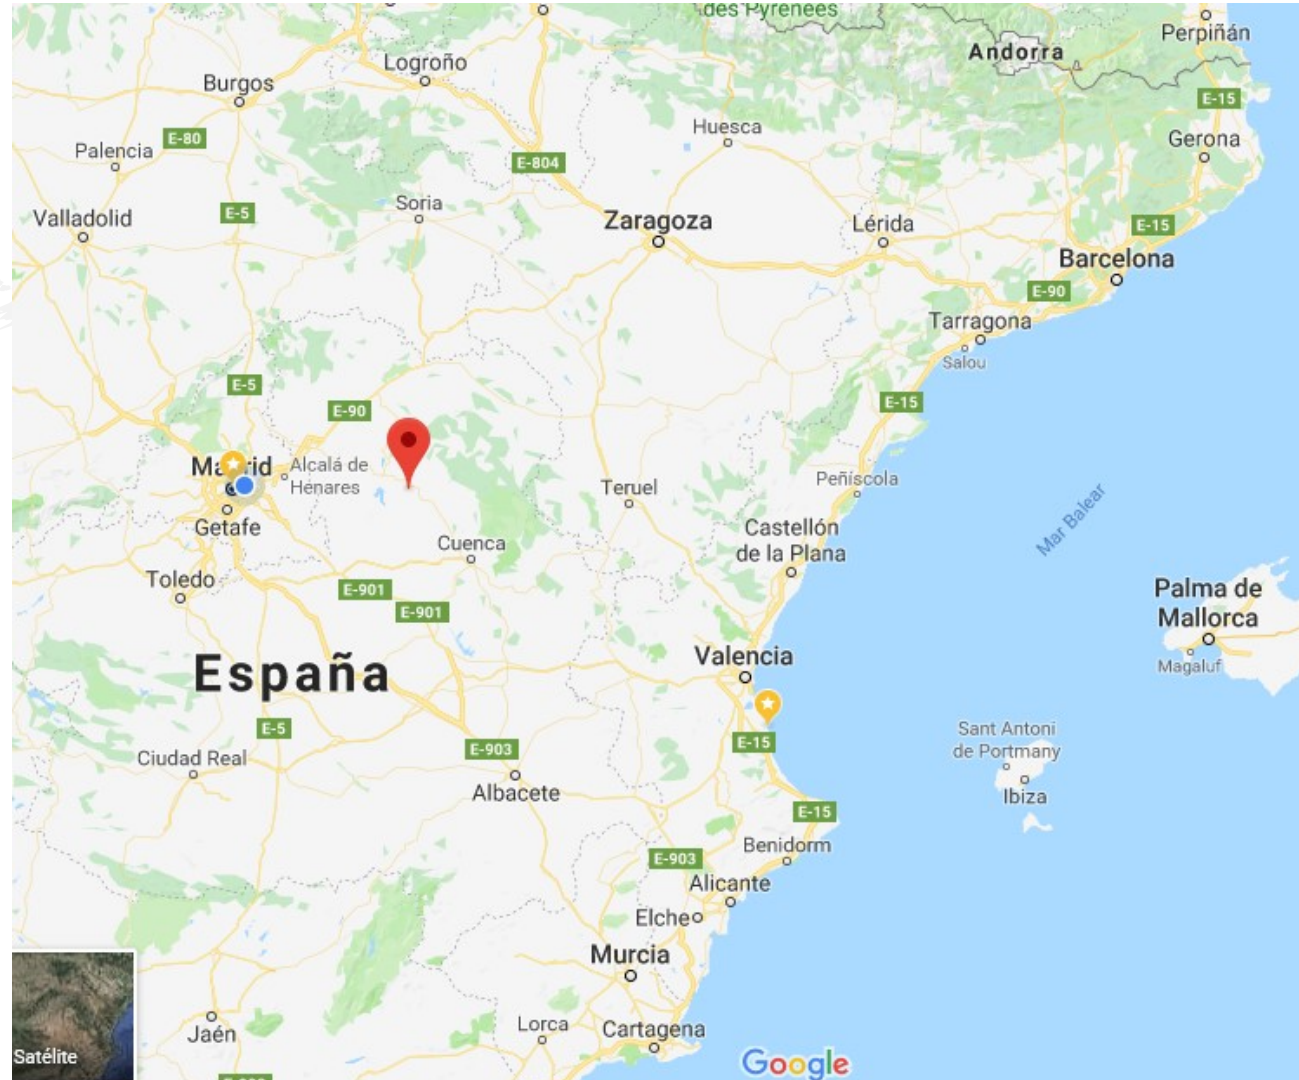 des Pyrénées
Perpiñán
Andorra
Logroño
Burgos
E-15
Huesca
Gerona
E-80
Palencia
E-804
Soria
Valladolid
E-5
Zaragoza
Lérida
E-15
Barcelona
E-90
Tarragona
Salou
E-5
E-90
E-15
Madrid
Alcalá de
Henares
Peñíscola
Teruel
Getafe
Castellón
de la Plana
Mar Balear
Cuenca
Toledo
E-901
E-901
Palma de
Mallorca
Magaluf
Valencia
España
E-5
E-15
Sant Antoni
de Portmany
Ciudad Real
E-903
Albacete
Ibiza
E-15
Benidorm
E-903
Alicante
Elche
Murcia
Jaén
Lorca
Cartagena
Satélite
Google